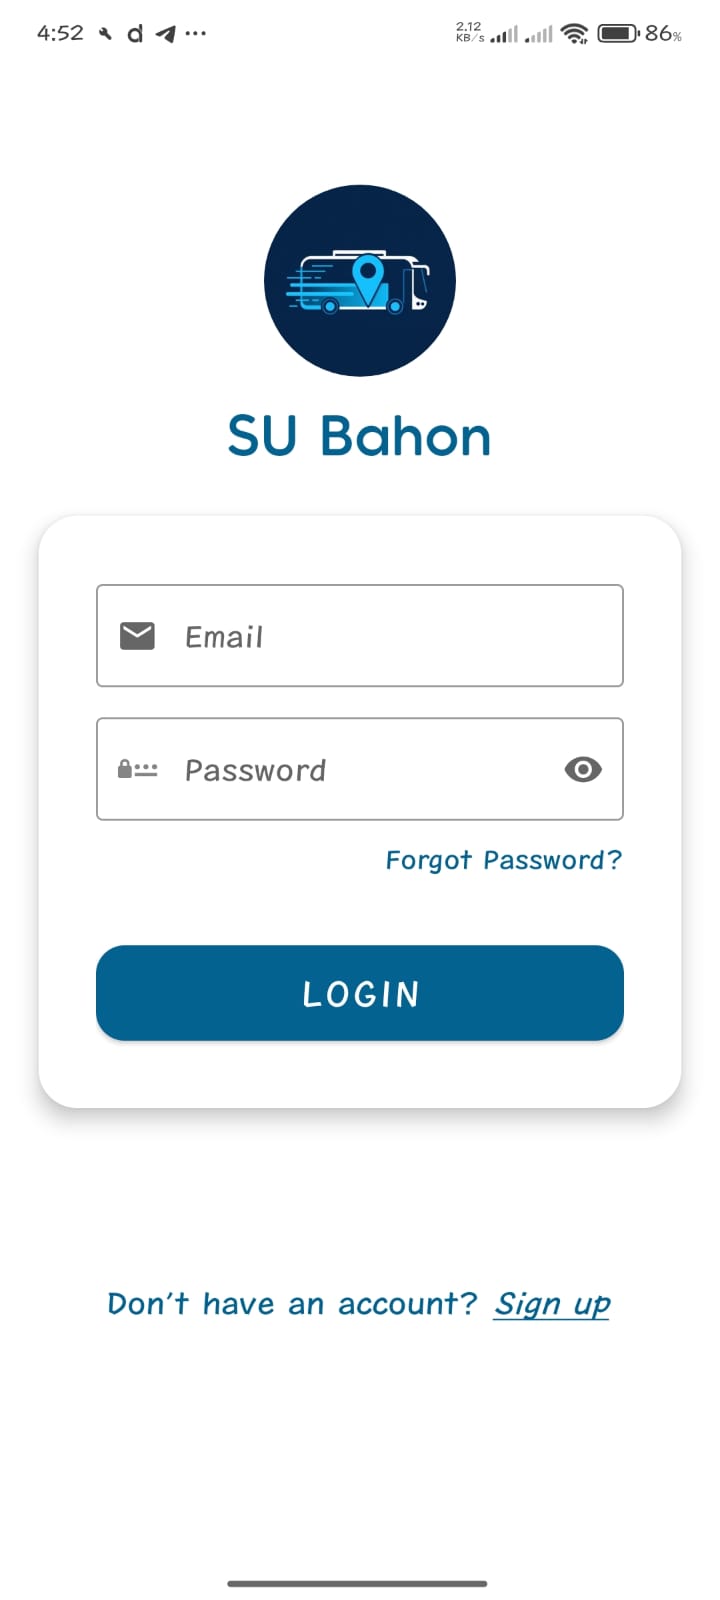 4:52 d ... 2.12 KB/s 86%
SU Bahon
Email
Password
Forgot Password?
LOGIN
Don't have an account? Sign up